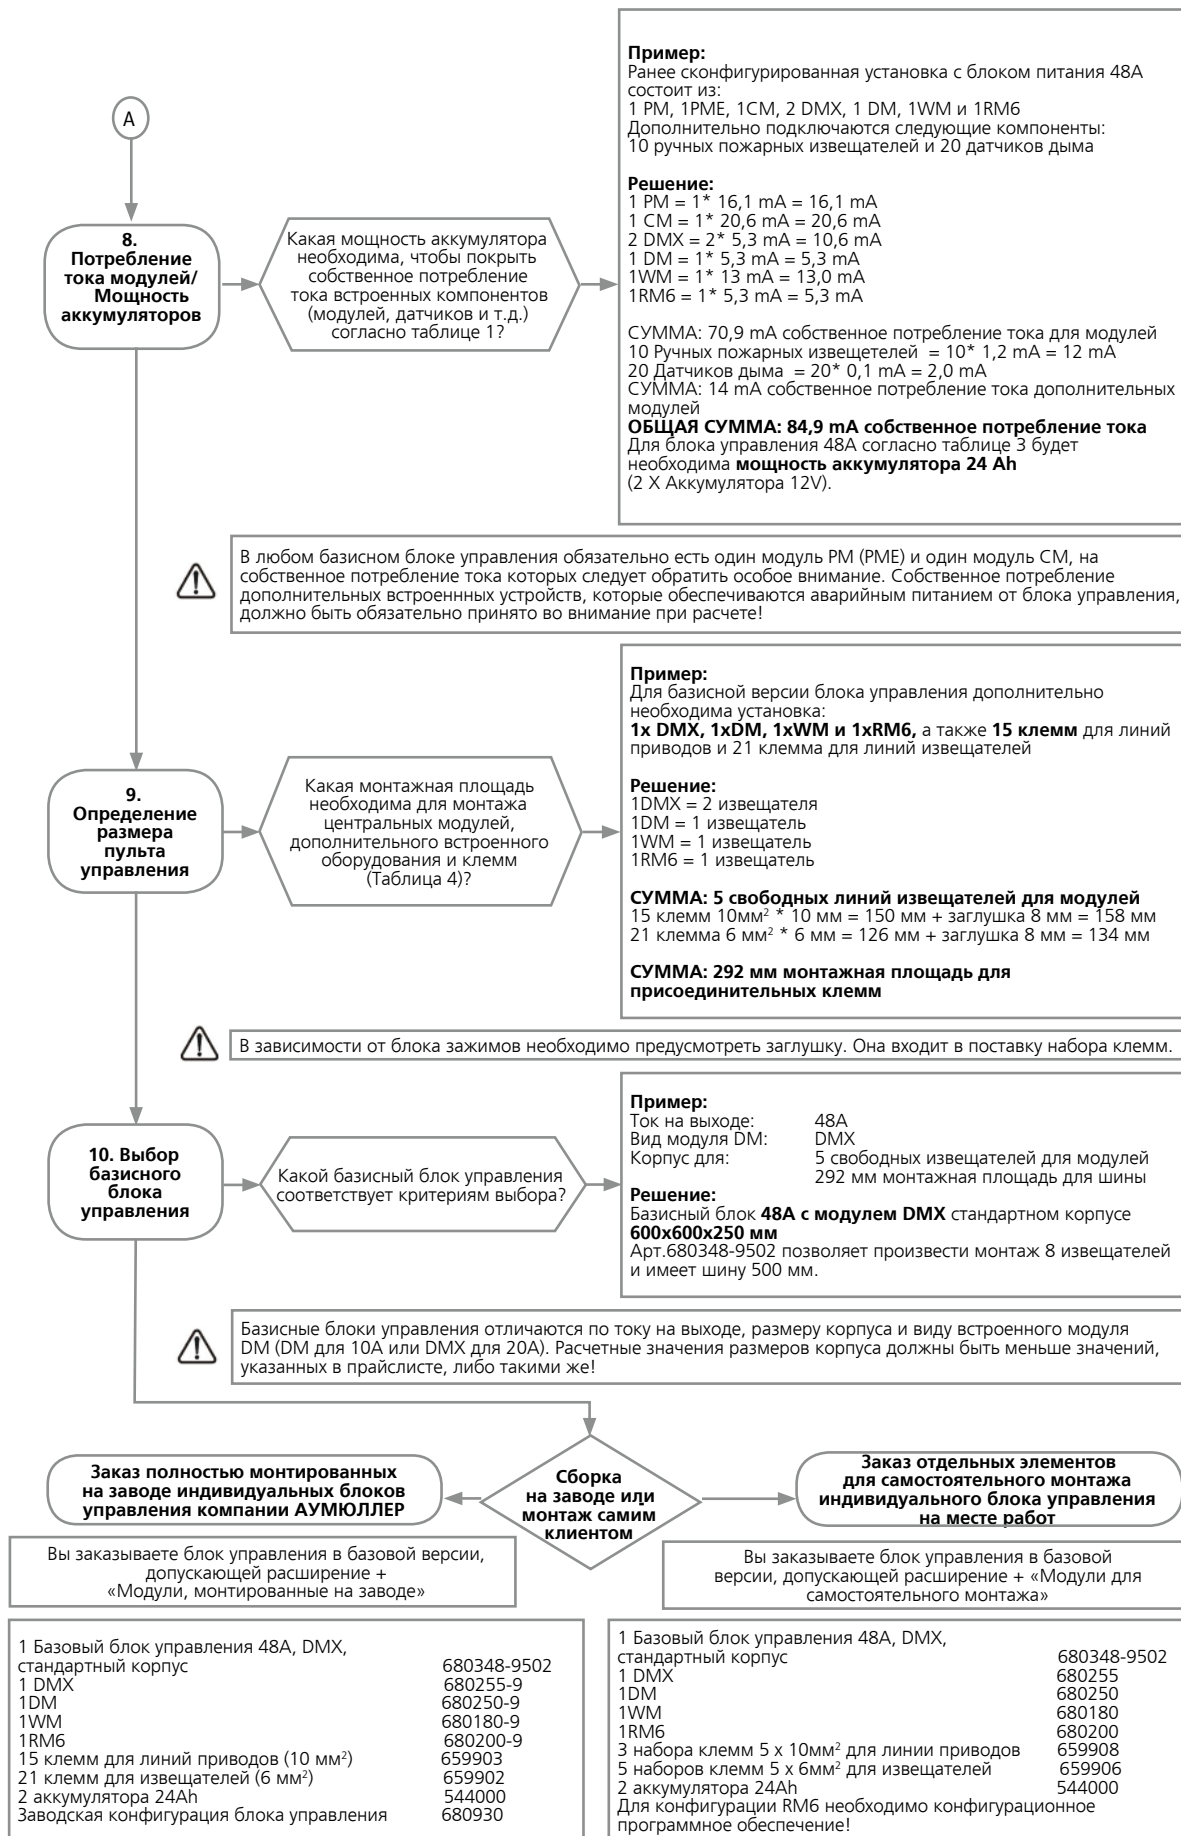 A
8.
Потребление
тока модулей/
Мощность
аккумуляторов
Какая мощность аккумулятора
необходима, чтобы покрыть
собственное потребление
тока встроенных компонентов
(модулей, датчиков и т.д.)
согласно таблице 1?
Пример:
Ранее сконфигурированная установка с блоком питания 48А
состоит из:
1 PM, 1PME, 1CM, 2 DMX, 1 DM, 1WM и 1RM6
Дополнительно подключаются следующие компоненты:
10 ручных пожарных извещателей и 20 датчиков дыма
Решение:
1 PM = 1* 16,1 mA = 16,1 mA
1 CM = 1* 20,6 mA = 20,6 mA
2 DMX = 2* 5,3 mA = 10,6 mA
1 DM = 1* 5,3 mA = 5,3 mA
1WM = 1* 13 mA = 13,0 mA
1RM6 = 1* 5,3 mA = 5,3 mA
СУММА: 70,9 mA собственное потребление тока для модулей
10 Ручных пожарных извещетелей = 10* 1,2 mA = 12 mA
20 Датчиков дыма = 20* 0,1 mA = 2,0 mA
СУММА: 14 mA собственное потребление тока дополнительных
модулей
ОБЩАЯ СУММА: 84,9 mA собственное потребление тока
Для блока управления 48А согласно таблице 3 будет
необходима мощность аккумулятора 24 Ah
(2 X Аккумулятора 12V).
В любом базисном блоке управления обязательно есть один модуль PM (PME) и один модуль CM, на
собственное потребление тока которых следует обратить особое внимание. Собственное потребление
дополнительных встроеннных устройств, которые обеспечиваются аварийным питанием от блока управления,
должно быть обязательно принято во внимание при расчете!
9.
Определение
размера
пульта
управления
Какая монтажная площадь
необходима для монтажа
центральных модулей,
дополнительного встроенного
оборудования и клемм
(Таблица 4)?
Пример:
Для базисной версии блока управления дополнительно
необходима установка:
1x DMX, 1xDM, 1xWM и 1xRM6, а также 15 клемм для линий
приводов и 21 клемма для линий извещателей
Решение:
1DMX = 2 извещателя
1DM = 1 извещатель
1WM = 1 извещатель
1RM6 = 1 извещатель
СУММА: 5 свободных линий извещателей для модулей
15 клемм 10мм² * 10 мм = 150 мм + заглушка 8 мм = 158 мм
21 клемма 6 мм² * 6 мм = 126 мм + заглушка 8 мм = 134 мм
СУММА: 292 мм монтажная площадь для
присоединительных клемм
В зависимости от блока зажимов необходимо предусмотреть заглушку. Она входит в поставку набора клемм.
10. Выбор
базисного
блока
управления
Какой базисный блок управления
соответствует критериям выбора?
Пример:
Ток на выходе: 48А
Вид модуля DM: DMX
Корпус для: 5 свободных извещателей для модулей
292 мм монтажная площадь для шины
Решение:
Базисный блок 48А с модулем DMX стандартном корпусе
600x600x250 мм
Арт.680348-9502 позволяет произвести монтаж 8 извещателей
и имеет шину 500 мм.
Базисные блоки управления отличаются по току на выходе, размеру корпуса и виду встроенного модуля
DM (DM для 10А или DMX для 20А). Расчетные значения размеров корпуса должны быть меньше значений,
указанных в прайслисте, либо такими же!
Заказ полностью монтированных
на заводе индивидуальных блоков
управления компании АУМЮЛЛЕР
Сборка
на заводе или
монтаж самим
клиентом
Заказ отдельных элементов
для самостоятельного монтажа
индивидуального блока управления
на месте работ
Вы заказываете блок управления в базовой версии,
допускающей расширение +
«Модули, монтированные на заводе»
Вы заказываете блок управления в базовой
версии, допускающей расширение + «Модули для
самостоятельного монтажа»
1 Базовый блок управления 48А, DMX,
стандартный корпус 680348-9502
1 DMX 680255-9
1DM 680250-9
1WM 680180-9
1RM6 680200-9
15 клемм для линий приводов (10 мм²) 659903
21 клемм для извещателей (6 мм²) 659902
2 аккумулятора 24Ah 544000
Заводская конфигурация блока управления 680930
1 Базовый блок управления 48А, DMX,
стандартный корпус 680348-9502
1 DMX 680255
1DM 680250
1WM 680180
1RM6 680200
3 набора клемм 5 x 10мм² для линии приводов 659908
5 наборов клемм 5 x 6мм² для извещателей 659906
2 аккумулятора 24Ah 544000
Для конфигурации RM6 необходимо конфигурационное
программное обеспечение!